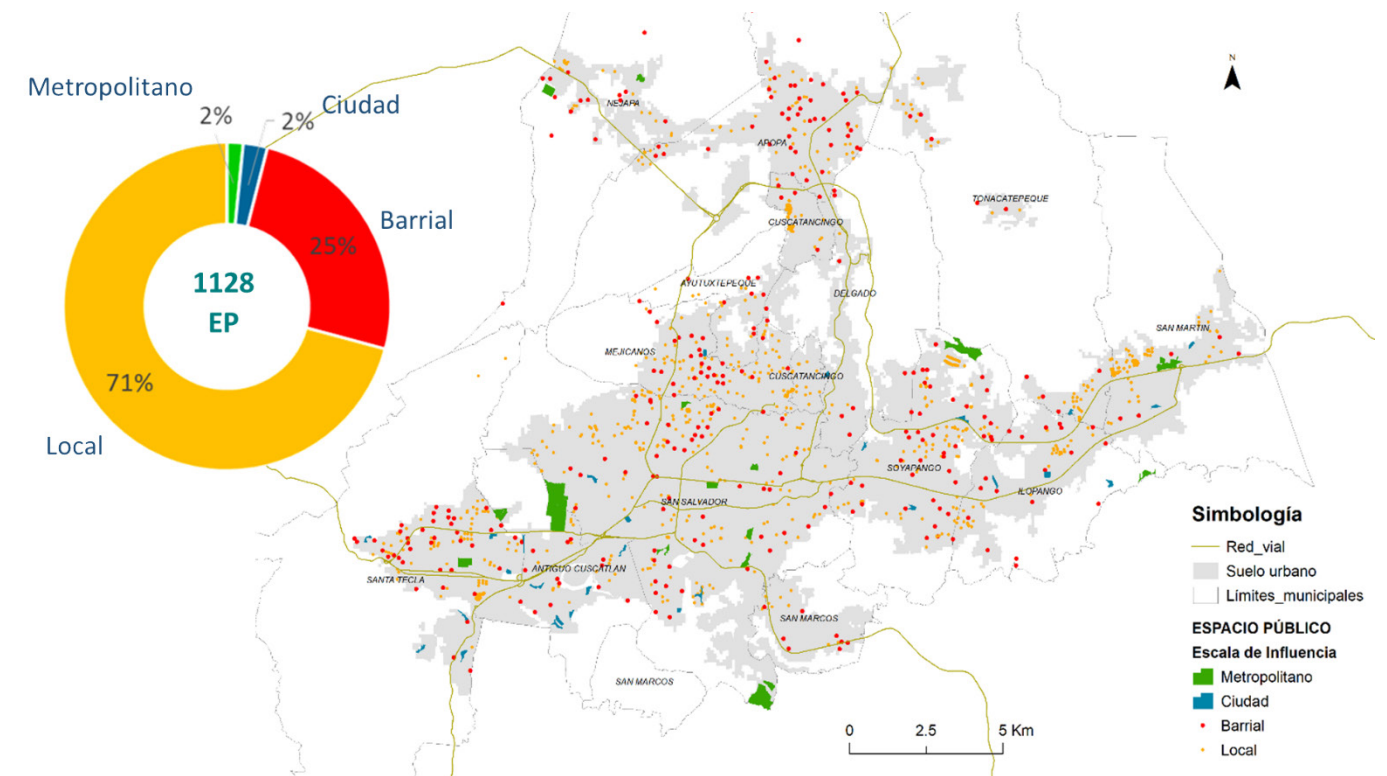 Metropolitano
2%
2%
Ciudad
Barrial
25%
1128
EP
71%
Local
N
NEJAPA
APOPA
TONACATEPEQUE
CUSCATANCINGO
AYUTUXTEPEQUE
DELGADO
SAN MARTIN
MEJICANOS
CUSCATANCINGO
SOYAPANGO
ILOPANGO
SAN SALVADOR
SANTA TECLA
ANTIGUO CUSCATLAN
SAN MARCOS
SAN MARCOS
Simbología
Red_vial
Suelo urbano
Límites_municipales
ESPACIO PÚBLICO
Escala de Influencia
Metropolitano
Ciudad
Barrial
Local
0 2.5 5 Km